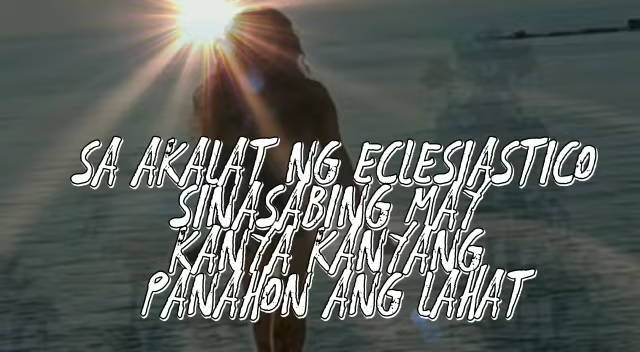 SA AKALAT NG ECLESIASTICO
SINASABING MAY
KANYA KANYANG
PANAHON ANG LAHAT